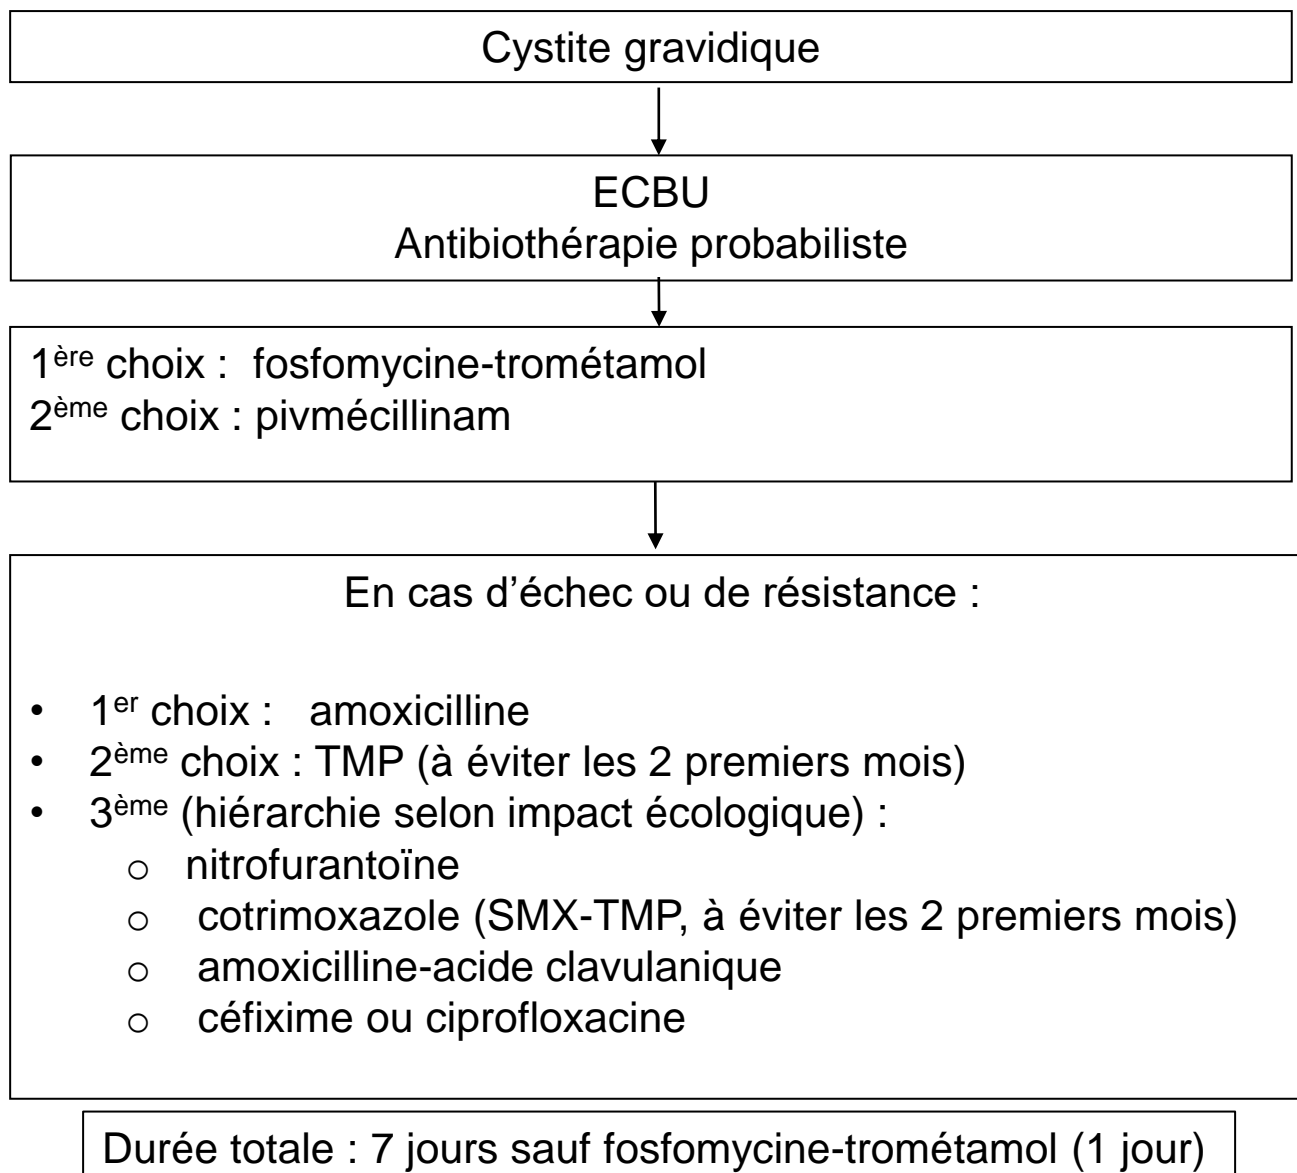 Cystite gravidique
ECBU
Antibiothérapie probabiliste
1ère choix : fosfomycine-trométamol
2ème choix : pivmécillinam
En cas d’échec ou de résistance :
• 1er choix : amoxicilline
• 2ème choix : TMP (à éviter les 2 premiers mois)
• 3ème (hiérarchie selon impact écologique) :
o nitrofurantoïne
o cotrimoxazole (SMX-TMP, à éviter les 2 premiers mois)
o amoxicilline-acide clavulanique
o céfixime ou ciprofloxacine
Durée totale : 7 jours sauf fosfomycine-trométamol (1 jour)